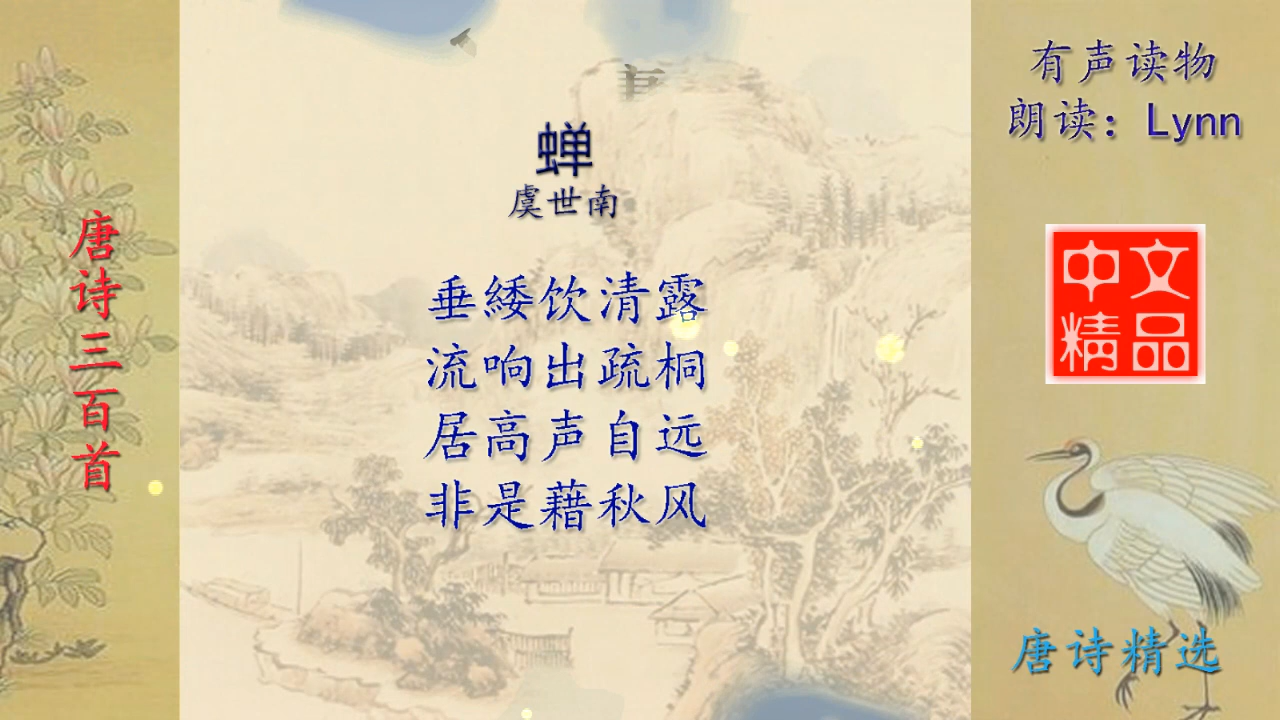 唐诗三百首
蝉
虞世南
垂緌饮清露
流响出疏桐
居高声自远
非是藉秋风
有声读物
朗读：Lynn
中文
精品
唐诗精选